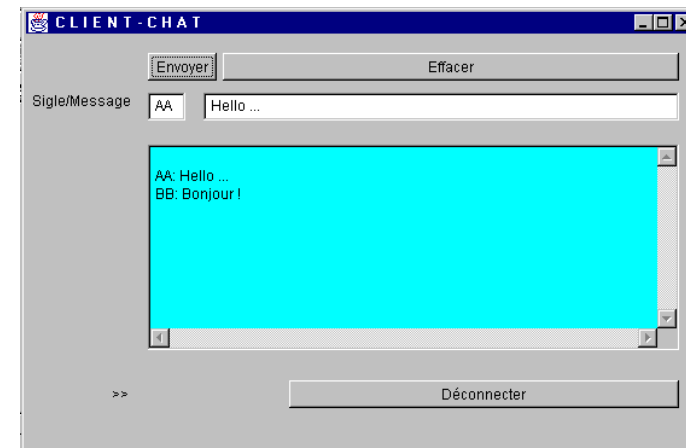 CLIENT-CHAT
Envoyer Effacer
Sigle/Message AA Hello ...
AA: Hello ...
BB: Bonjour !
>> Déconnecter